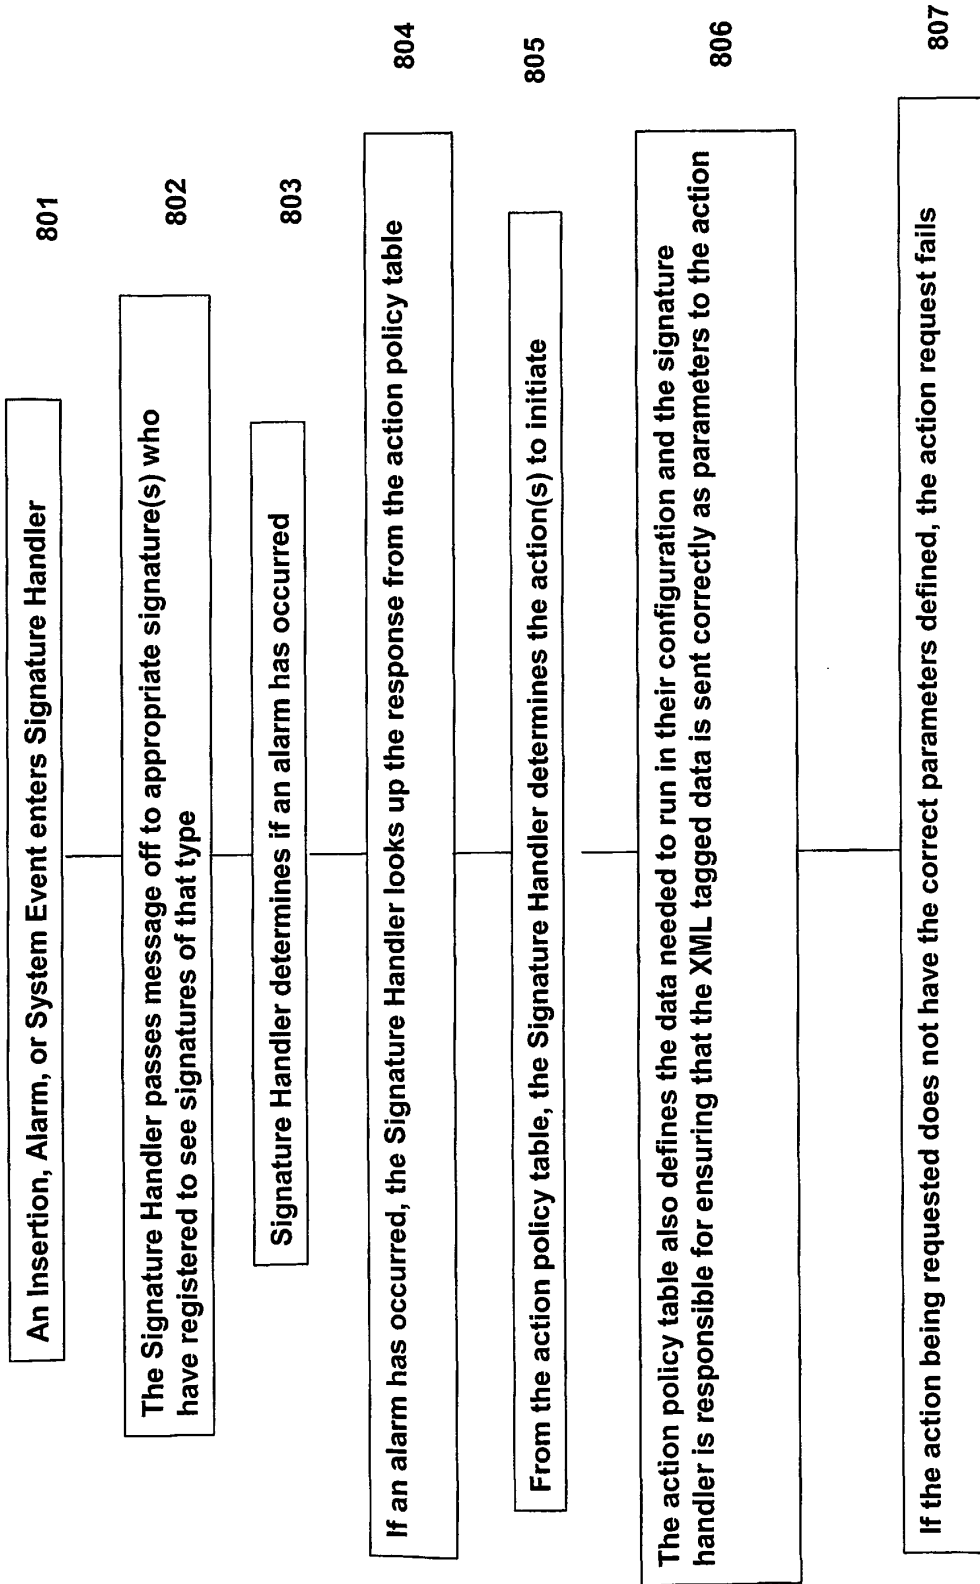 An Insertion, Alarm, or System Event enters Signature Handler
801
The Signature Handler passes message off to appropriate signature(s) who
have registered to see signatures of that type
802
Signature Handler determines if an alarm has occurred
803
If an alarm has occurred, the Signature Handler looks up the response from the action policy table
804
From the action policy table, the Signature Handler determines the action(s) to initiate
805
The action policy table also defines the data needed to run in their configuration and the signature
handler is responsible for ensuring that the XML tagged data is sent correctly as parameters to the action
806
If the action being requested does not have the correct parameters defined, the action request fails
807